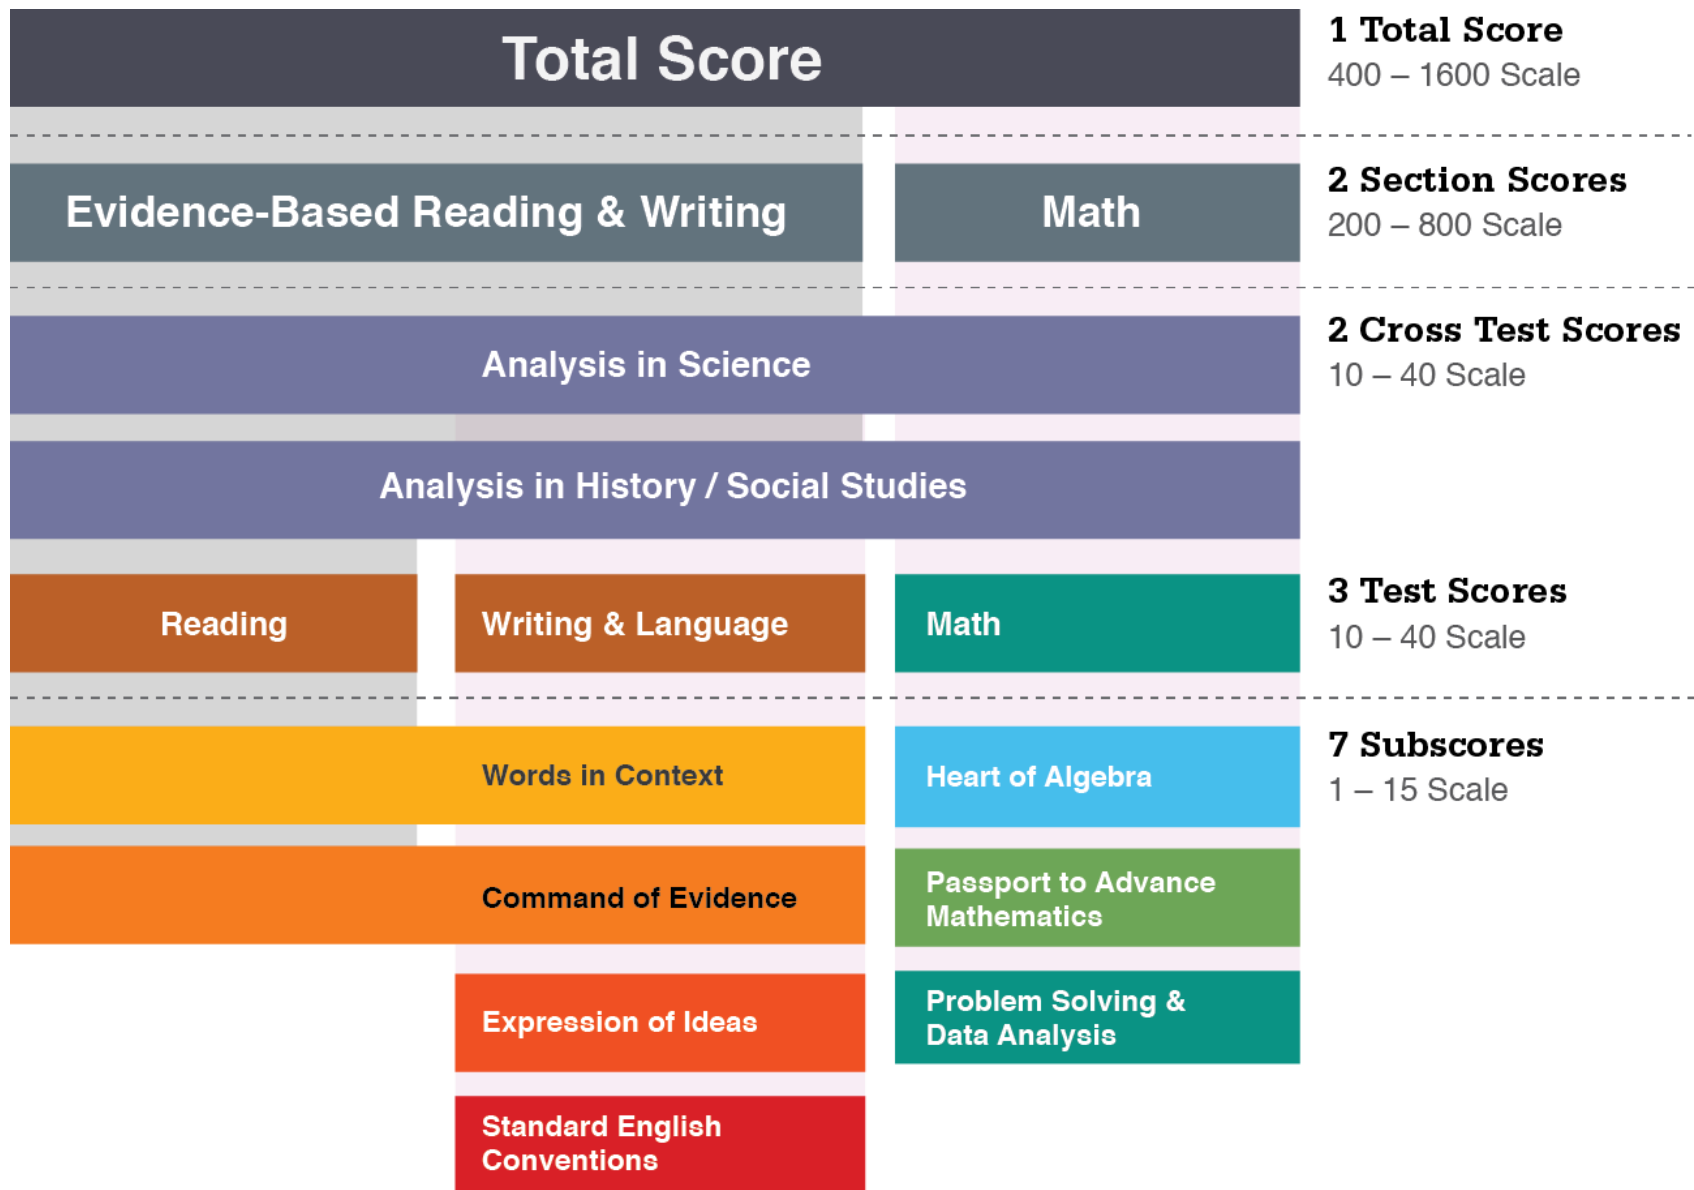 Total Score
1 Total Score
400 – 1600 Scale
Evidence-Based Reading & Writing
Math
2 Section Scores
200 – 800 Scale
Analysis in Science
2 Cross Test Scores
10 – 40 Scale
Analysis in History / Social Studies
Reading
Writing & Language
Math
3 Test Scores
10 – 40 Scale
Words in Context
Heart of Algebra
7 Subscores
1 – 15 Scale
Command of Evidence
Passport to Advance
Mathematics
Expression of Ideas
Problem Solving &
Data Analysis
Standard English
Conventions